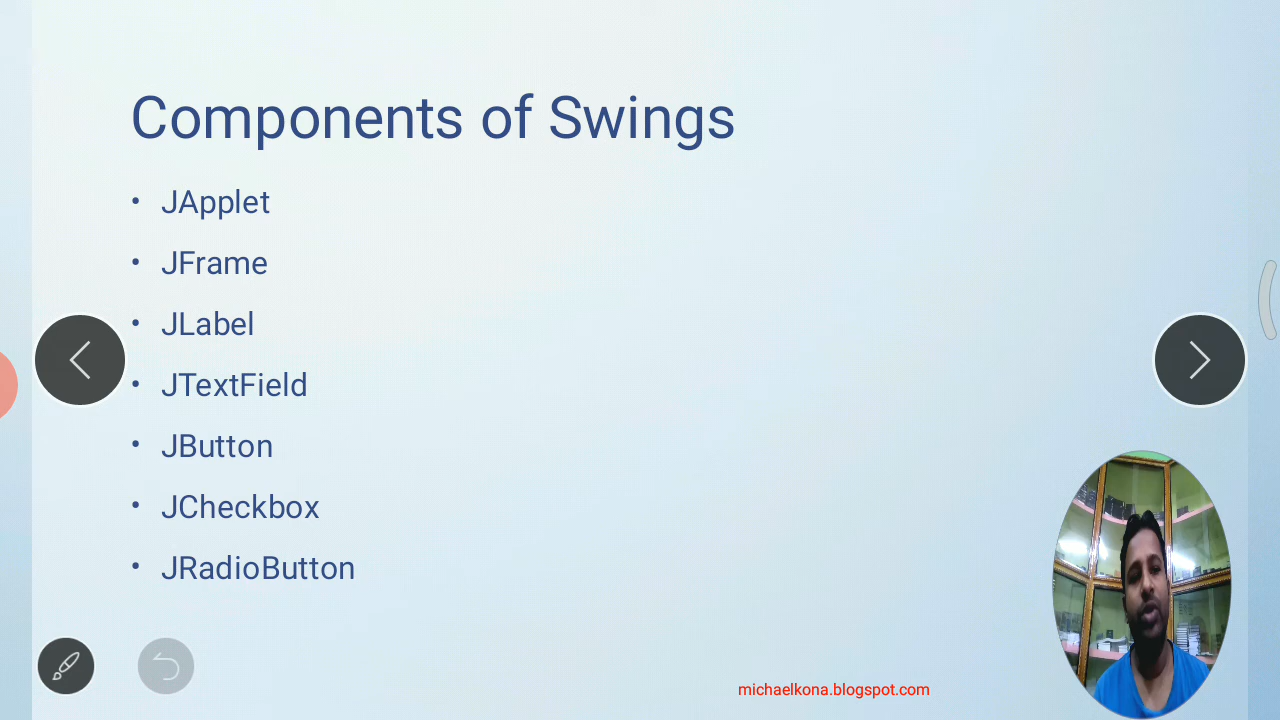 Components of Swings
• JApplet
• JFrame
• JLabel
• JTextField
• JButton
• JCheckbox
• JRadioButton
michaelkona.blogspot.com